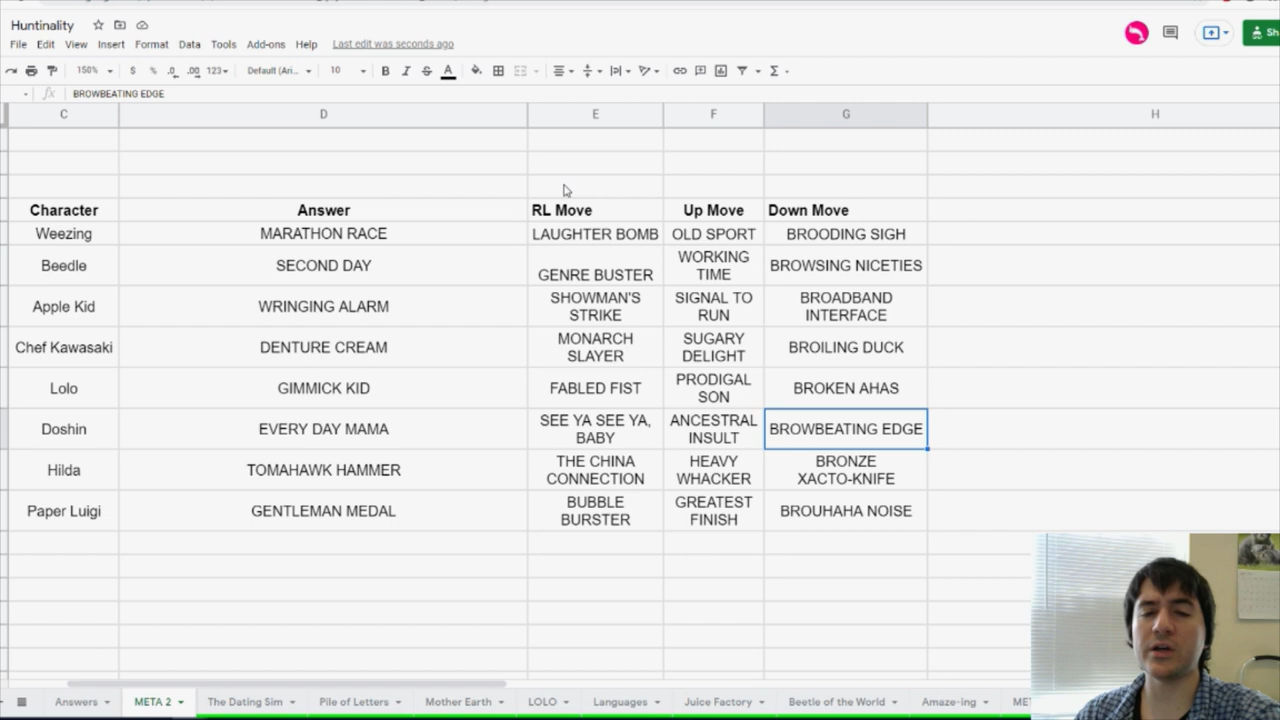 Huntinality
File Edit View Insert Format Data Tools Add-ons Help Last edit was seconds ago
150% $ % .0 .00 123 Default (Ari... 10 B I S A Σ
fx BROWBEATING EDGE
C D E F G H
Character Answer RL Move Up Move Down Move
Weezing MARATHON RACE LAUGHTER BOMB OLD SPORT BROODING SIGH
Beedle SECOND DAY GENRE BUSTER WORKING TIME BROWSING NICETIES
Apple Kid WRINGING ALARM SHOWMAN'S STRIKE SIGNAL TO RUN BROADBAND INTERFACE
Chef Kawasaki DENTURE CREAM MONARCH SLAYER SUGARY DELIGHT BROILING DUCK
Lolo GIMMICK KID FABLED FIST PRODIGAL SON BROKEN AHAS
Doshin EVERY DAY MAMA SEE YA SEE YA, BABY ANCESTRAL INSULT BROWBEATING EDGE
Hilda TOMAHAWK HAMMER THE CHINA CONNECTION HEAVY WHACKER BRONZE XACTO-KNIFE
Paper Luigi GENTLEMAN MEDAL BUBBLE BURSTER GREATEST FINISH BROUHAHA NOISE
Answers META 2 The Dating Sim Pile of Letters Mother Earth LOLO Languages Juice Factory Beetle of the World Amaze-ing